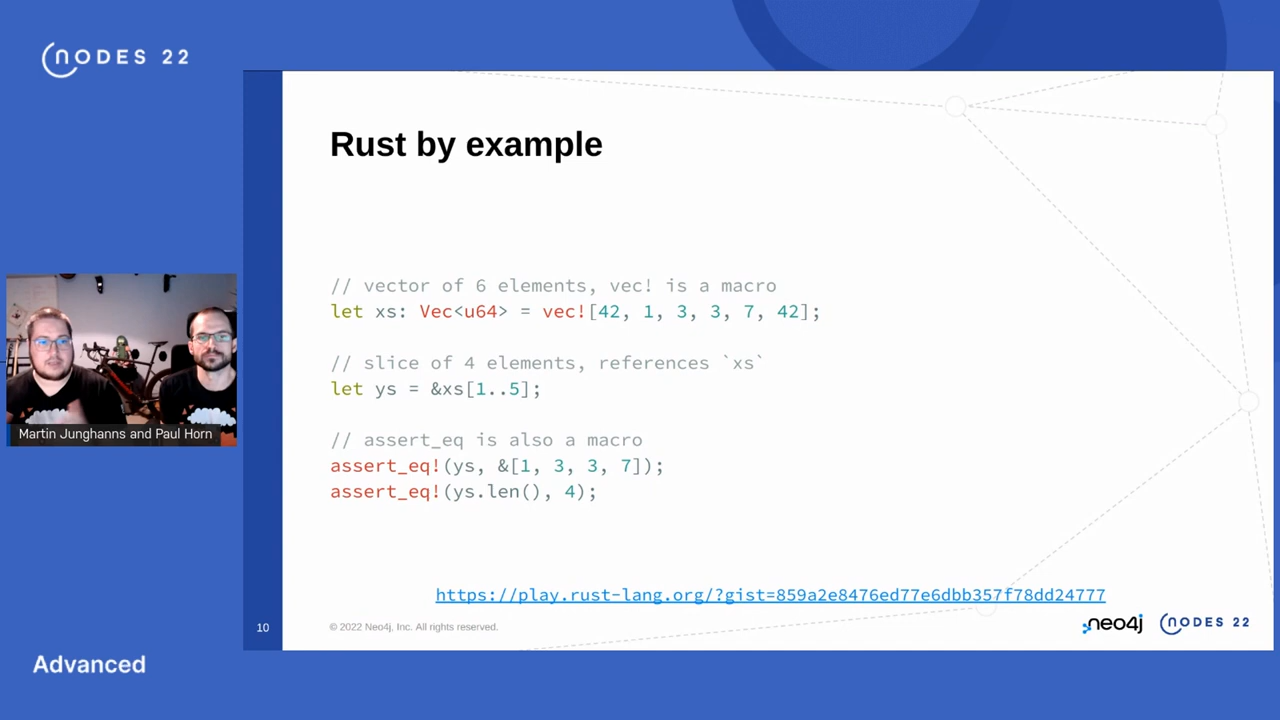 NODES 22
Rust by example
// vector of 6 elements, vec! is a macro
let xs: Vec<u64> = vec![42, 1, 3, 3, 7, 42];
// slice of 4 elements, references `xs`
let ys = &xs[1..5];
// assert_eq is also a macro
assert_eq!(ys, &[1, 3, 3, 7]);
assert_eq!(ys.len(), 4);
Martin Junghanns and Paul Horn
https://play.rust-lang.org/?gist=859a2e8476ed77e6dbb357f78dd24777
10
© 2022 Neo4j, Inc. All rights reserved.
neo4j
NODES 22
Advanced